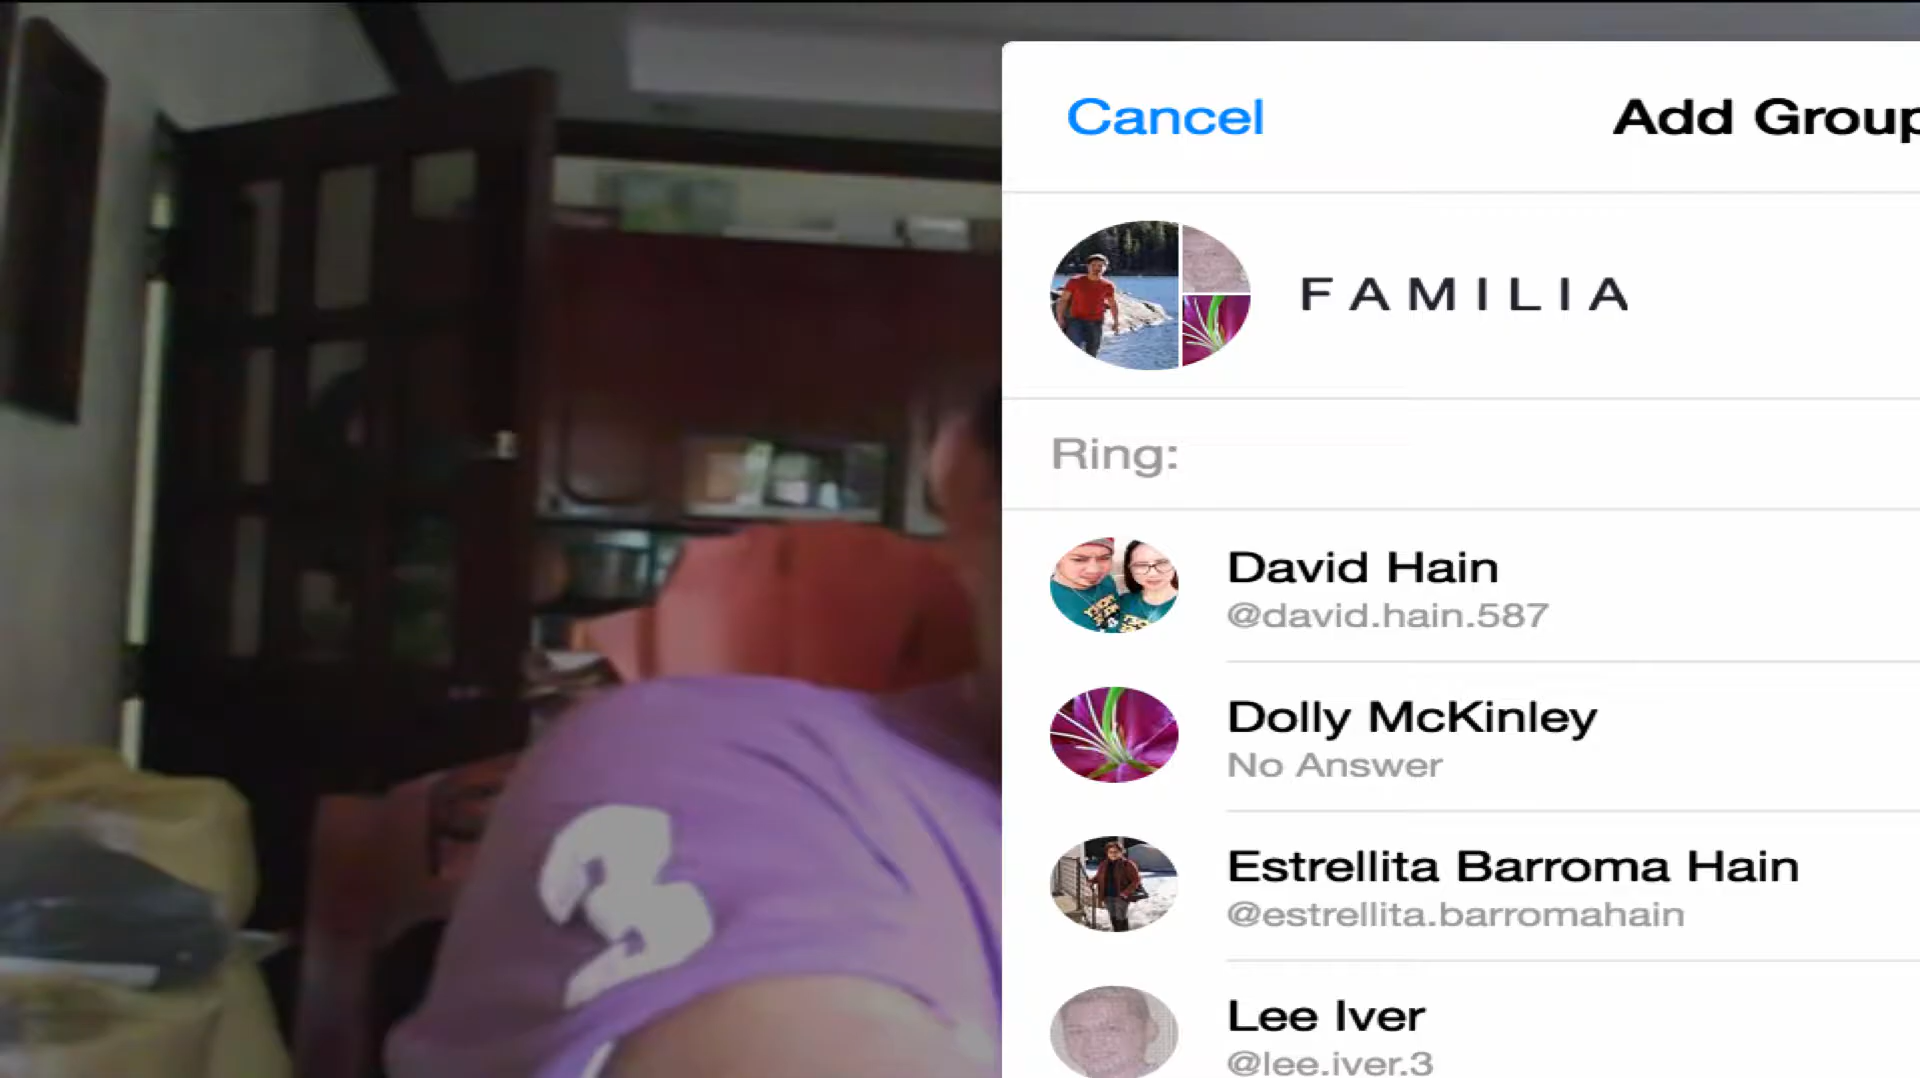 Cancel
Add Group
FAMILIA
Ring:
David Hain
@david.hain.587
Dolly McKinley
No Answer
Estrellita Barroma Hain
@estrellita.barromahain
Lee Iver
@lee.iver.3
3